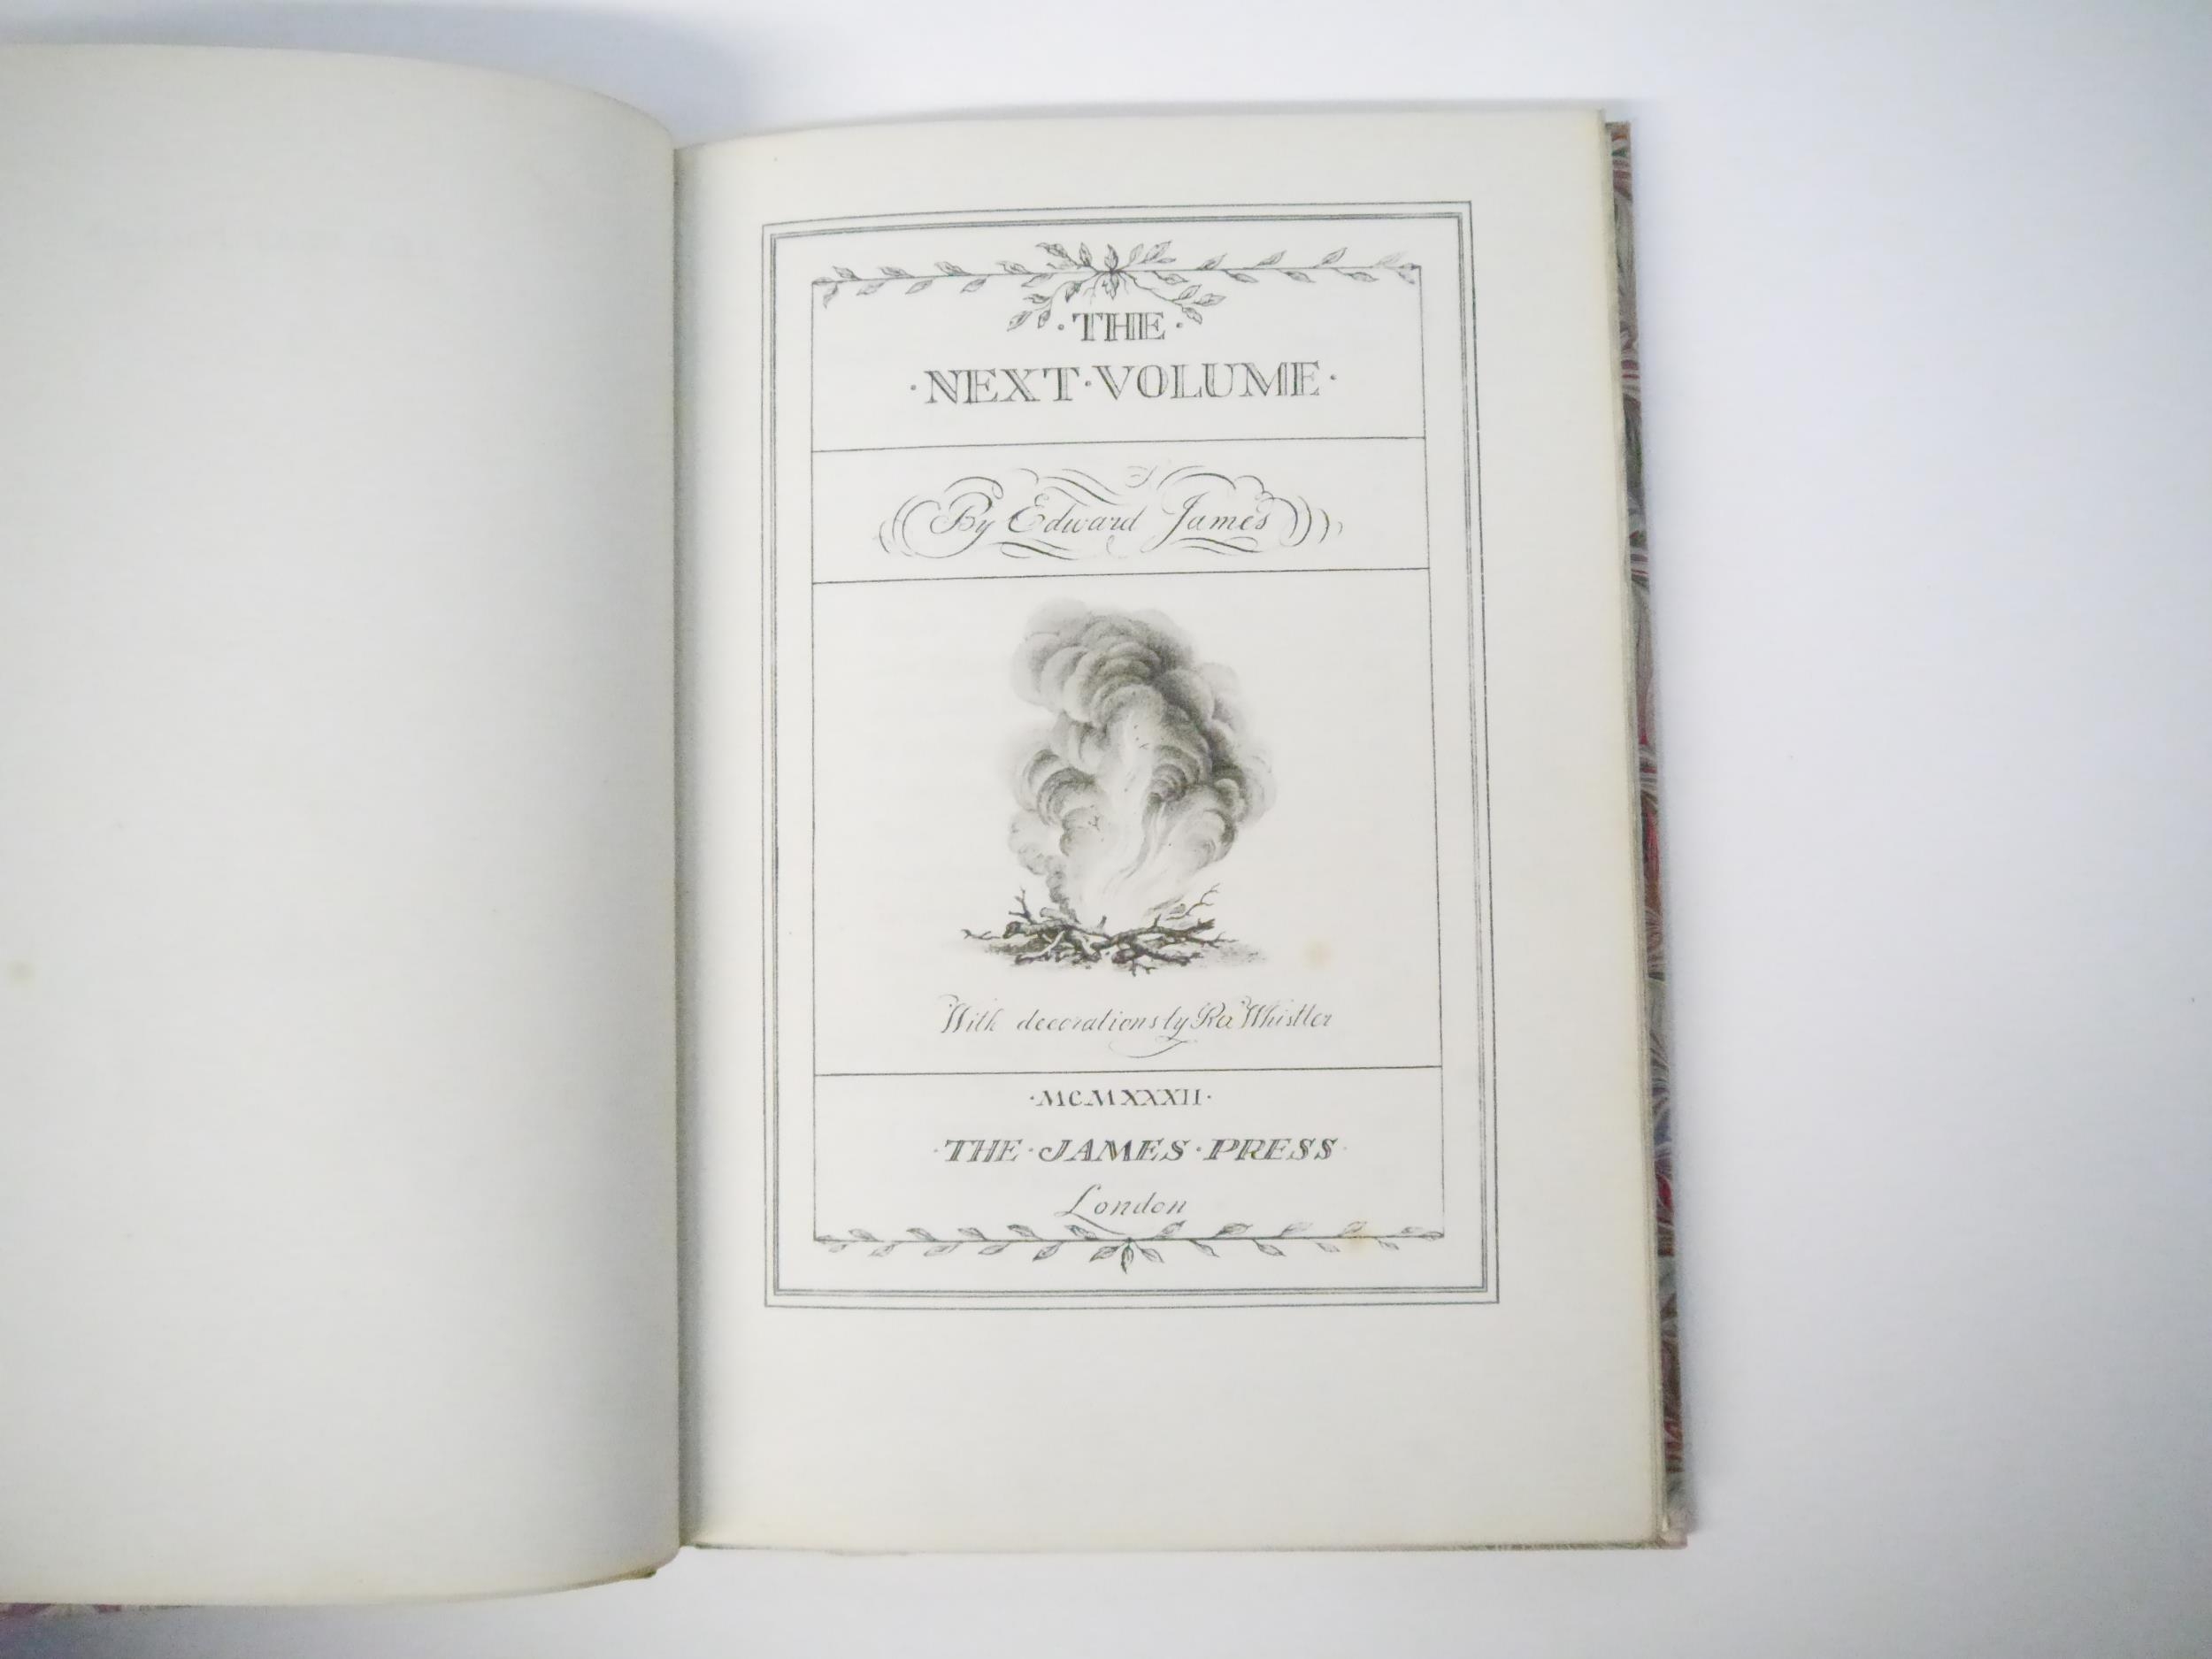 ·THE·
·NEXT·VOLUME·
By Edward James
With decorations by Rex Whistler
·MCMXXXII·
·THE·JAMES·PRESS·
London